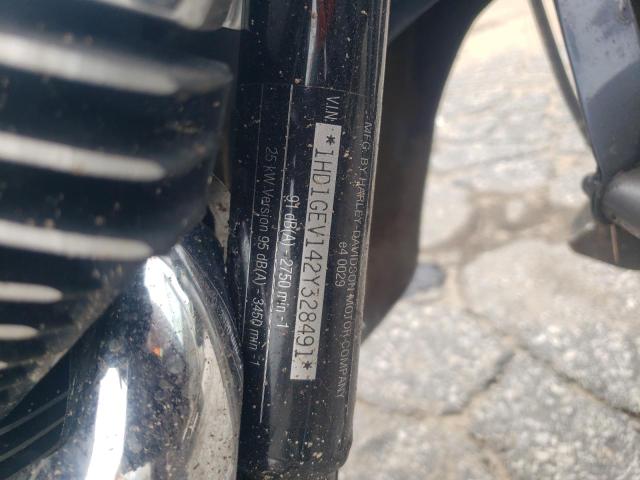 MFG. BY HARLEY-DAVIDSON MOTOR COMPANY
e4 0029
VIN
*1HD1GEV142Y328491*
91 dB(A) - 2750 min -1
25 kW-Version 95 dB(A) - 3450 min -1